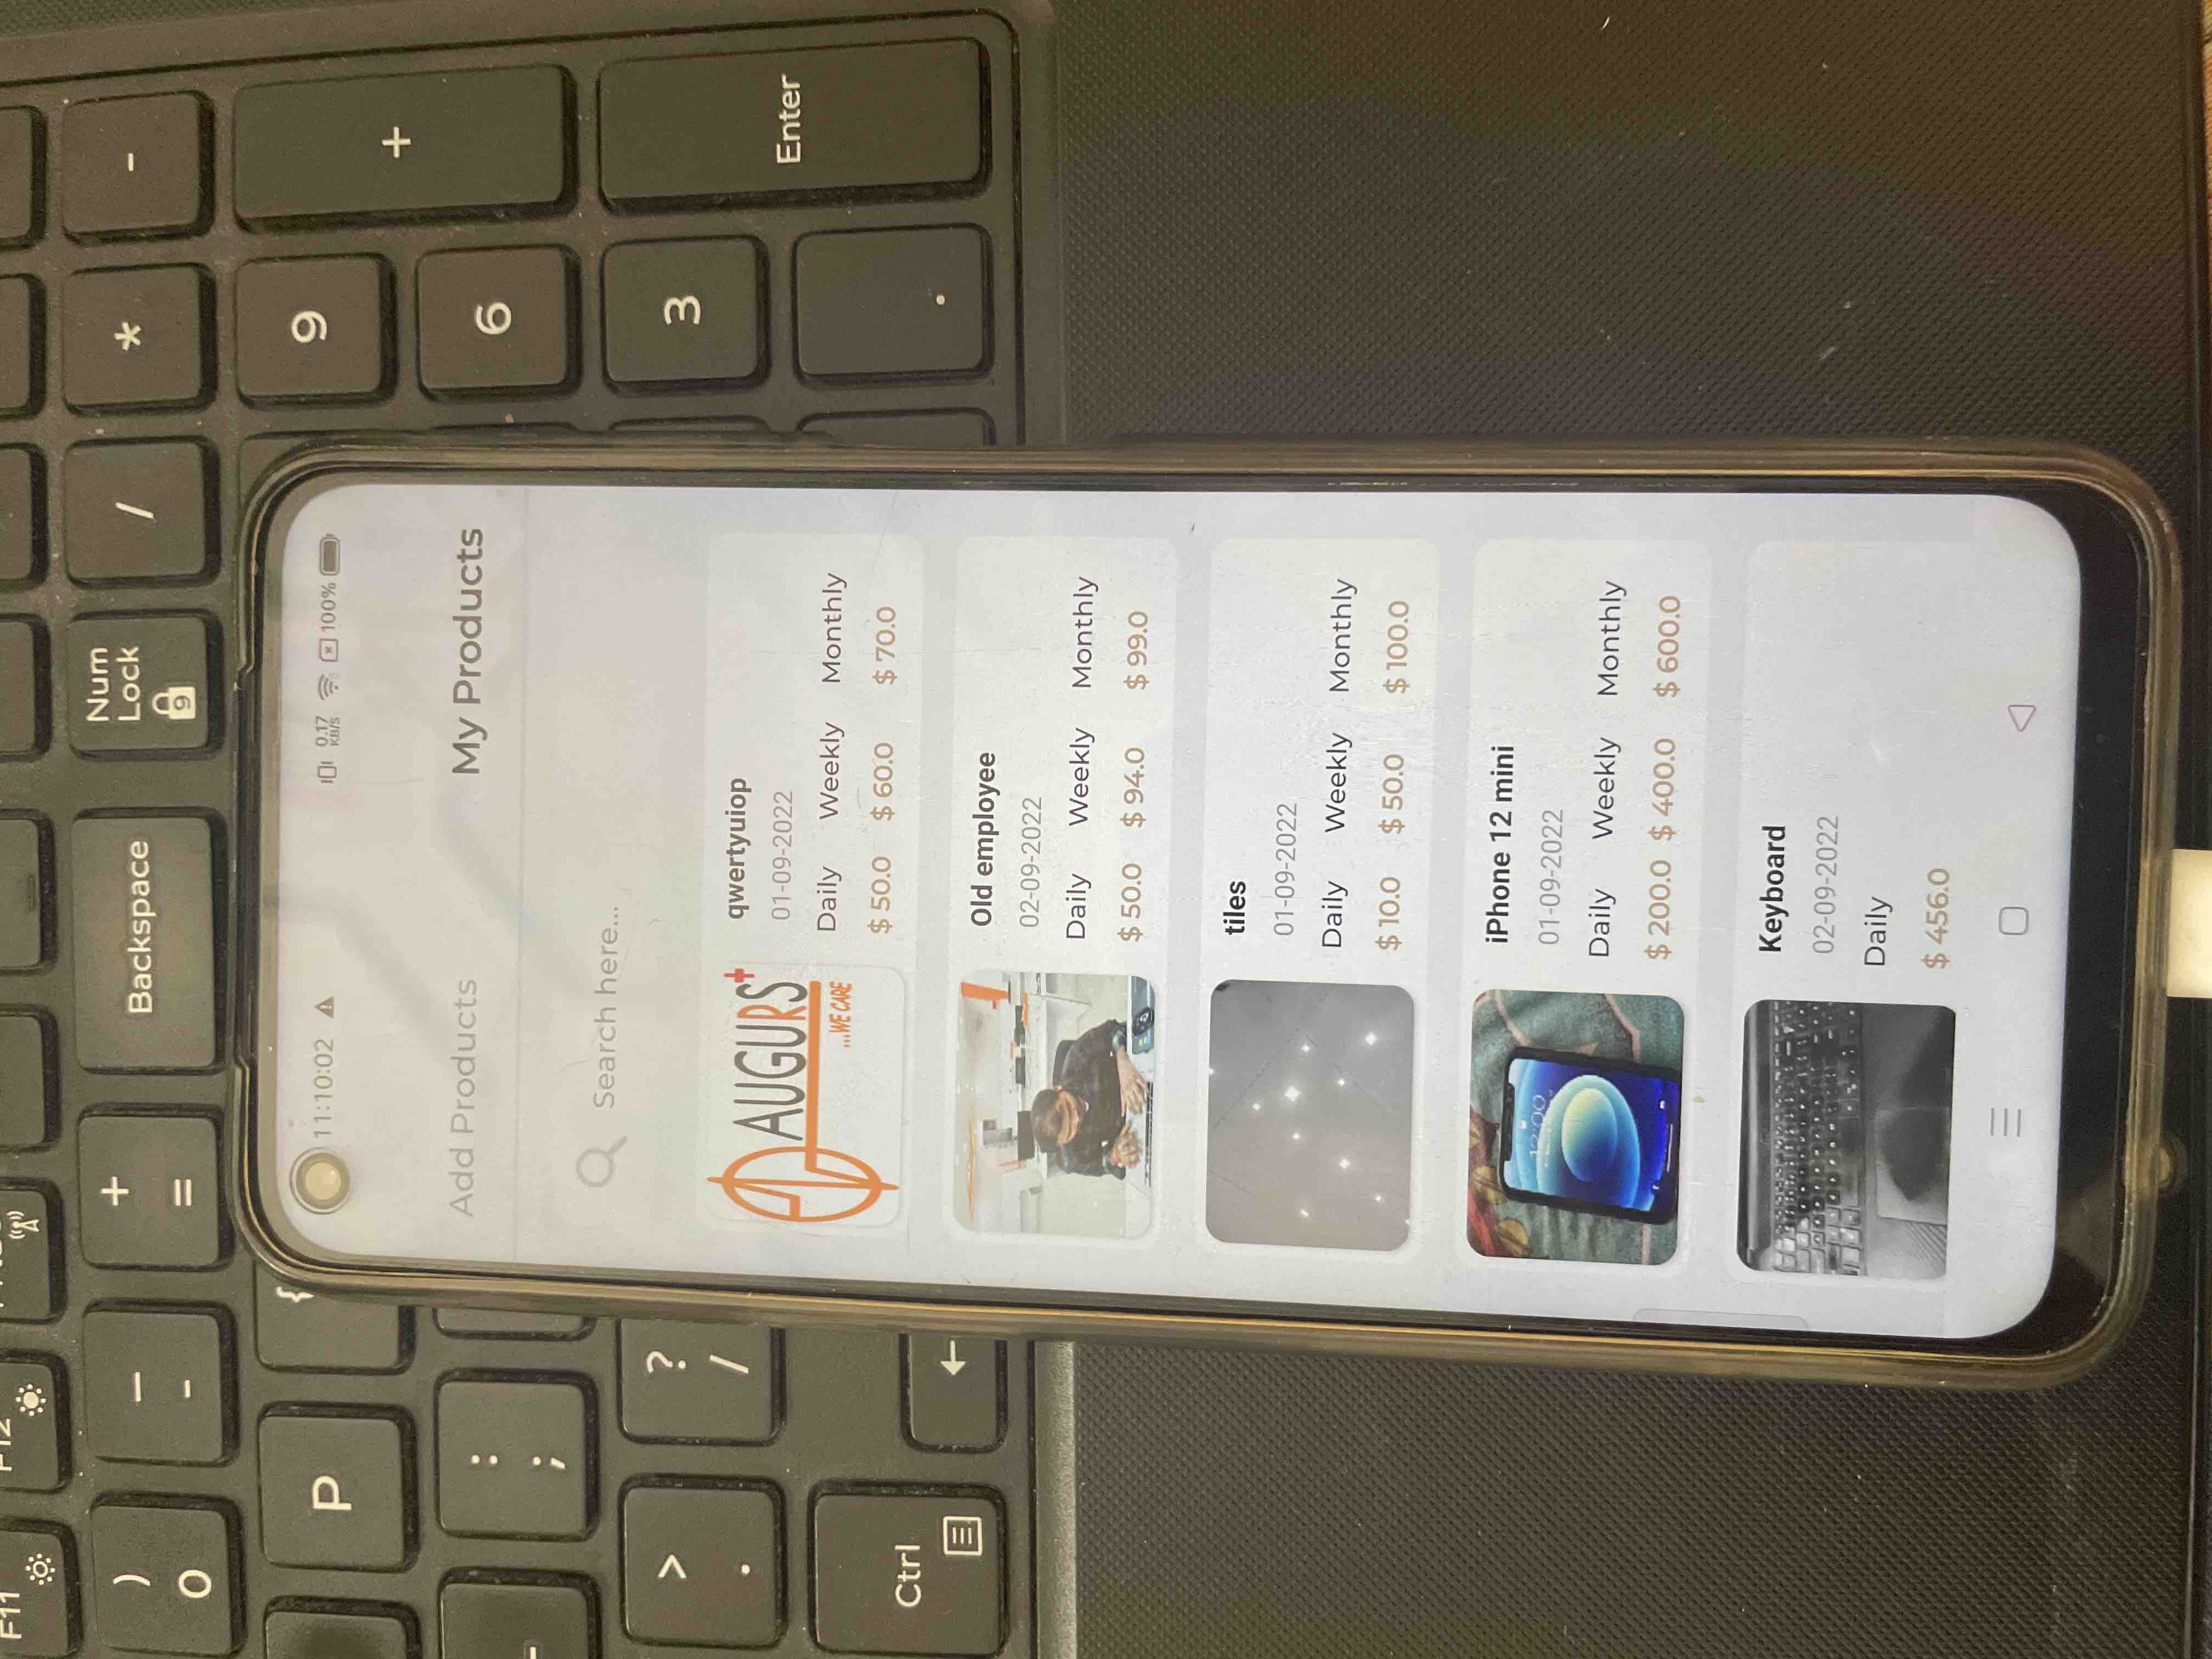 F11
F12
)
0
—
-
+
=
Backspace
Num
Lock
9
/
*
-
P
{
9
+
:
;
6
>
.
?
/
3
Enter
Ctrl
.
11:10:02
0.17
KB/S
100%
Add Products
My Products
Search here...
AUGURS+
...WE CARE
qwertyuiop
01-09-2022
Daily Weekly Monthly
$ 50.0 $ 60.0 $ 70.0
Old employee
02-09-2022
Daily Weekly Monthly
$ 50.0 $ 94.0 $ 99.0
tiles
01-09-2022
Daily Weekly Monthly
$ 10.0 $ 50.0 $ 100.0
12:00
iPhone 12 mini
01-09-2022
Daily Weekly Monthly
$ 200.0 $ 400.0 $ 600.0
Keyboard
02-09-2022
Daily
$ 456.0